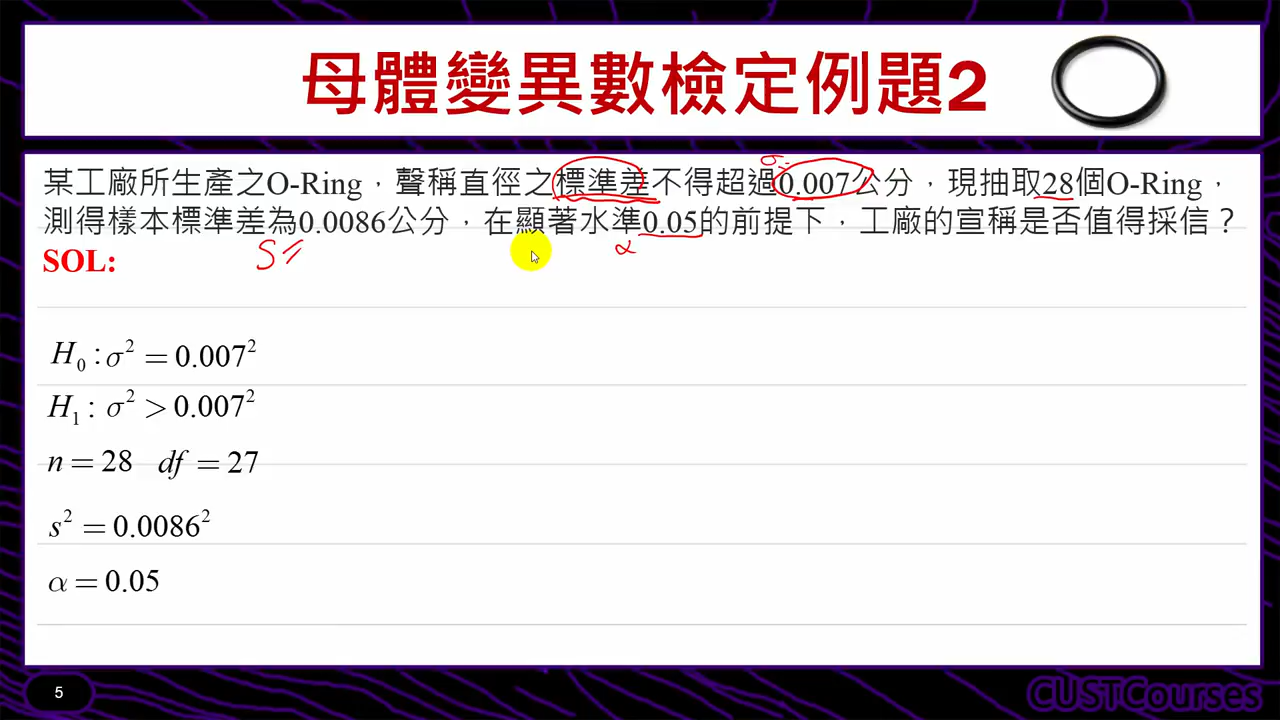 母體變異數檢定例題2
某工廠所生產之O-Ring，聲稱直徑之標準差不得超過0.007公分，現抽取28個O-Ring，
測得樣本標準差為0.0086公分，在顯著水準0.05的前提下，工廠的宣稱是否值得採信？
SOL:
S=
α
H₀ : σ² = 0.007²
H₁ : σ² > 0.007²
n = 28 df = 27
s² = 0.0086²
α = 0.05
5
CUSTCourses